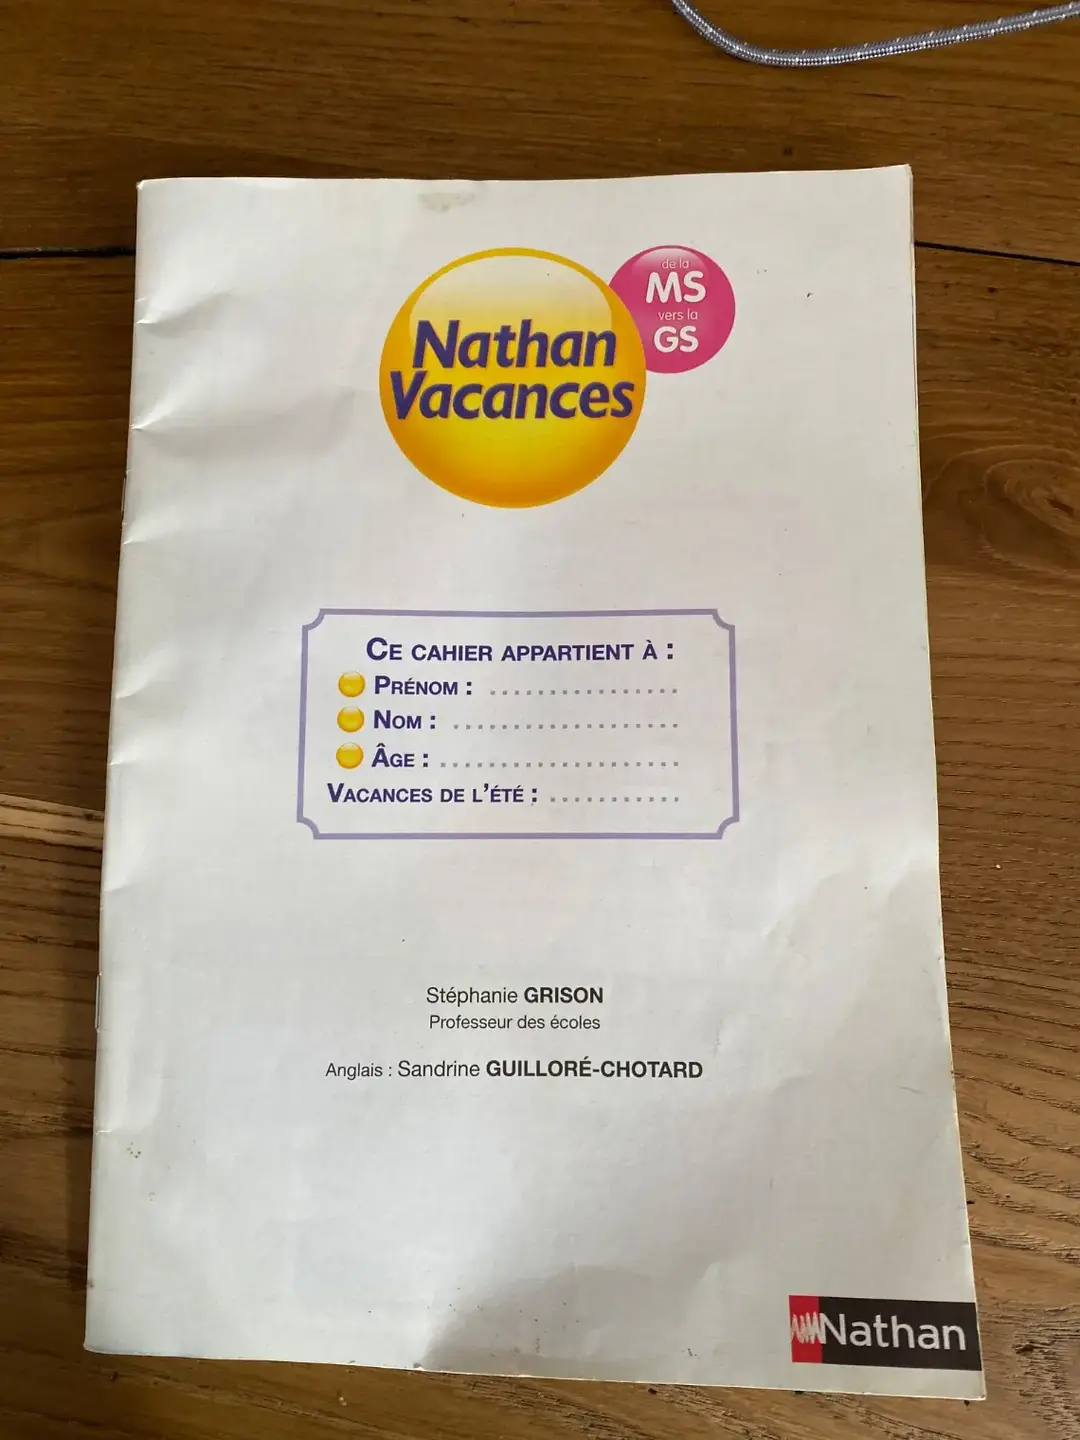 Nathan
Vacances
de la
MS
vers la
GS
CE CAHIER APPARTIENT À :
PRÉNOM : ................
NOM : ...................
ÂGE : ....................
VACANCES DE L'ÉTÉ : ...........
Stéphanie GRISON
Professeur des écoles
Anglais : Sandrine GUILLORÉ-CHOTARD
Nathan